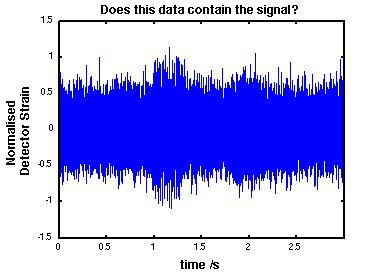 Does this data contain the signal?
1.5
1
0.5
0
-0.5
-1
-1.5
Normalised
Detector Strain
0 0.5 1 1.5 2 2.5
time /s